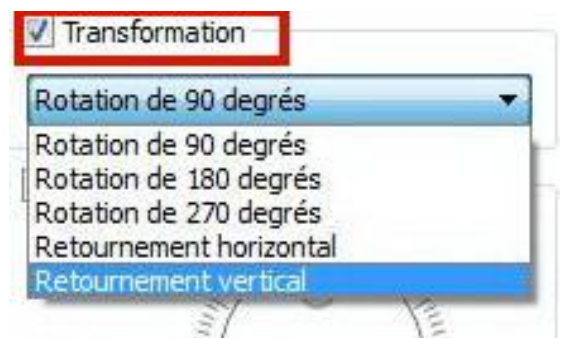 Transformation
Rotation de 90 degrés
Rotation de 90 degrés
Rotation de 180 degrés
Rotation de 270 degrés
Retournement horizontal
Retournement vertical